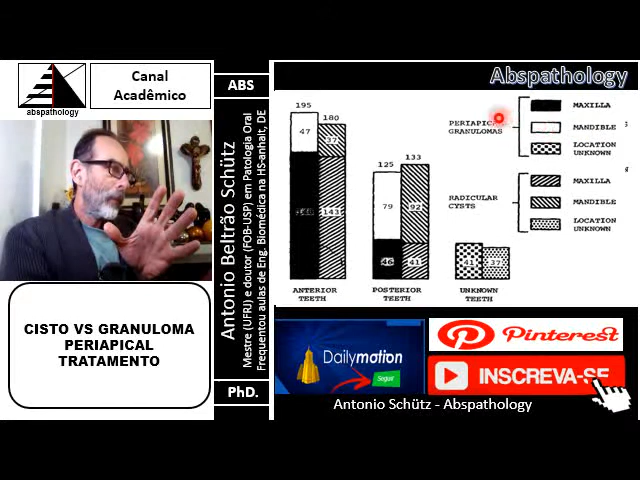 abspathology
Canal
Acadêmico
CISTO VS GRANULOMA
PERIAPICAL
TRATAMENTO
ABS
Antonio Beltrão Schütz
Mestre (UFRJ) e doutor (FOB-USP) em Patologia Oral
Frequentou aulas de Eng. Biomédica na HS-anhalt, DE
PhD.
Abspathology
195
180
47
37
148
141
ANTERIOR
TEETH
125
133
79
92
46
41
POSTERIOR
TEETH
41
37
UNKNOWN
TEETH
PERIAPICAL
GRANULOMAS
MAXILLA
MANDIBLE
LOCATION
UNKNOWN
RADICULAR
CYSTS
MAXILLA
MANDIBLE
LOCATION
UNKNOWN
Dailymotion
Seguir
Pinterest
INSCREVA-SE
Antonio Schütz - Abspathology